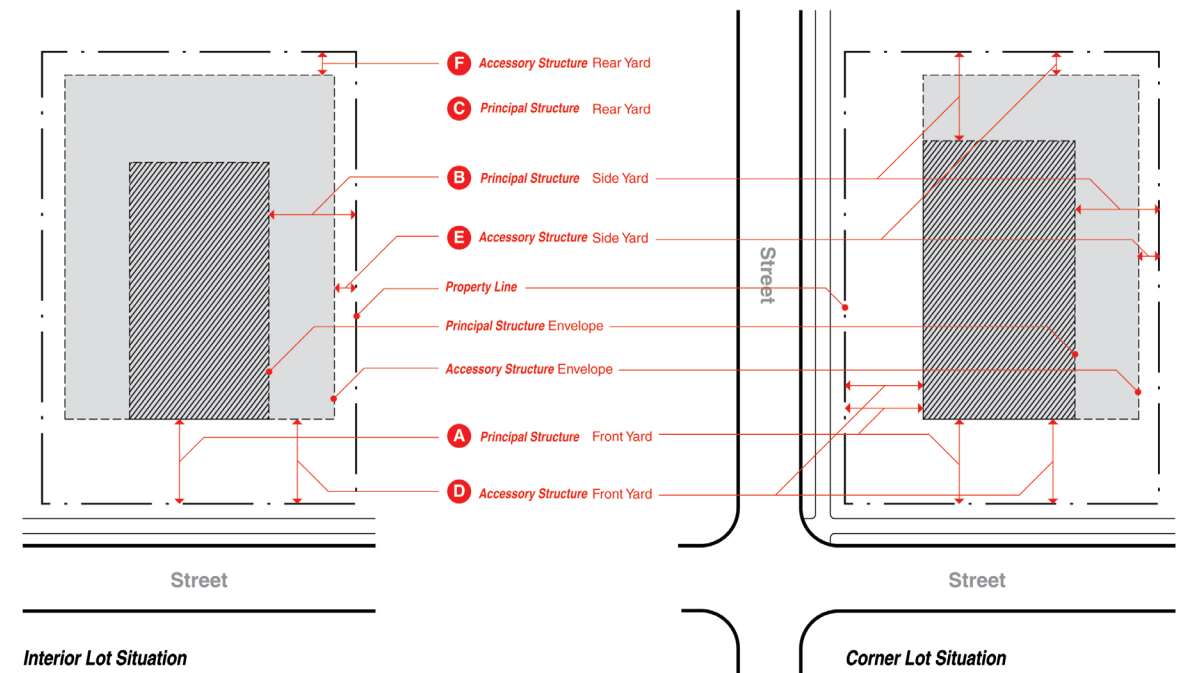 F Accessory Structure Rear Yard
C Principal Structure Rear Yard
B Principal Structure Side Yard
E Accessory Structure Side Yard
Street
Property Line
Principal Structure Envelope
Accessory Structure Envelope
A Principal Structure Front Yard
D Accessory Structure Front Yard
Street
Street
Interior Lot Situation
Corner Lot Situation